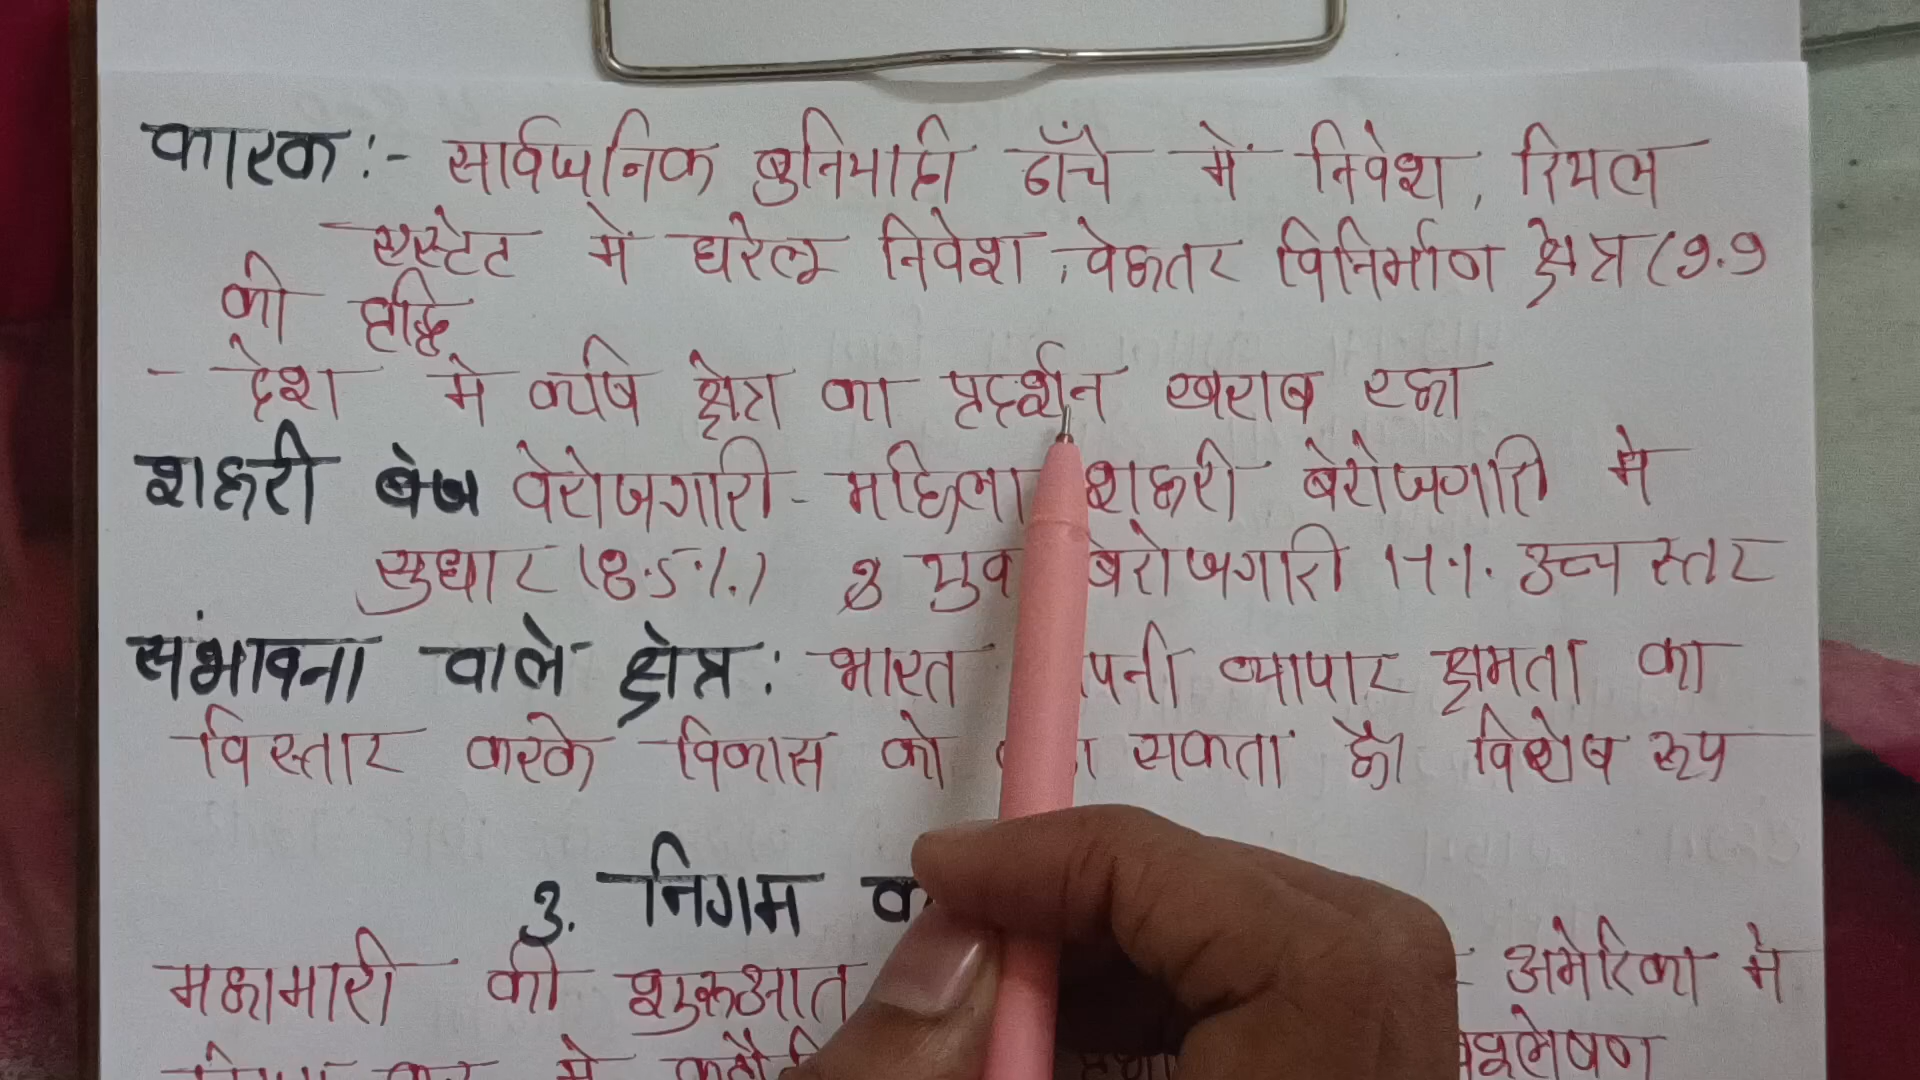 कारक :- सार्वजनिक बुनियादी ढाँचे में निवेश, रियल
एस्टेट में घरेलू निवेश, बेहतर विनिर्माण क्षेत्र (9.9
की वृद्धि
- देश मे कृषि क्षेत्र का प्रदर्शन खराब रहा
शहरी बेरोजगारी - महिला शहरी बेरोजगारी मे
सुधार (8.5%) युवा बेरोजगारी 17% उच्च स्तर
संभावना वाले क्षेत्र : भारत व्यापार क्षमता का
विस्तार करके विकास को सकता है। विशेष रूप
3. निगम
महामारी की शुरूआत अमेरिका मे
मे विश्लेषण